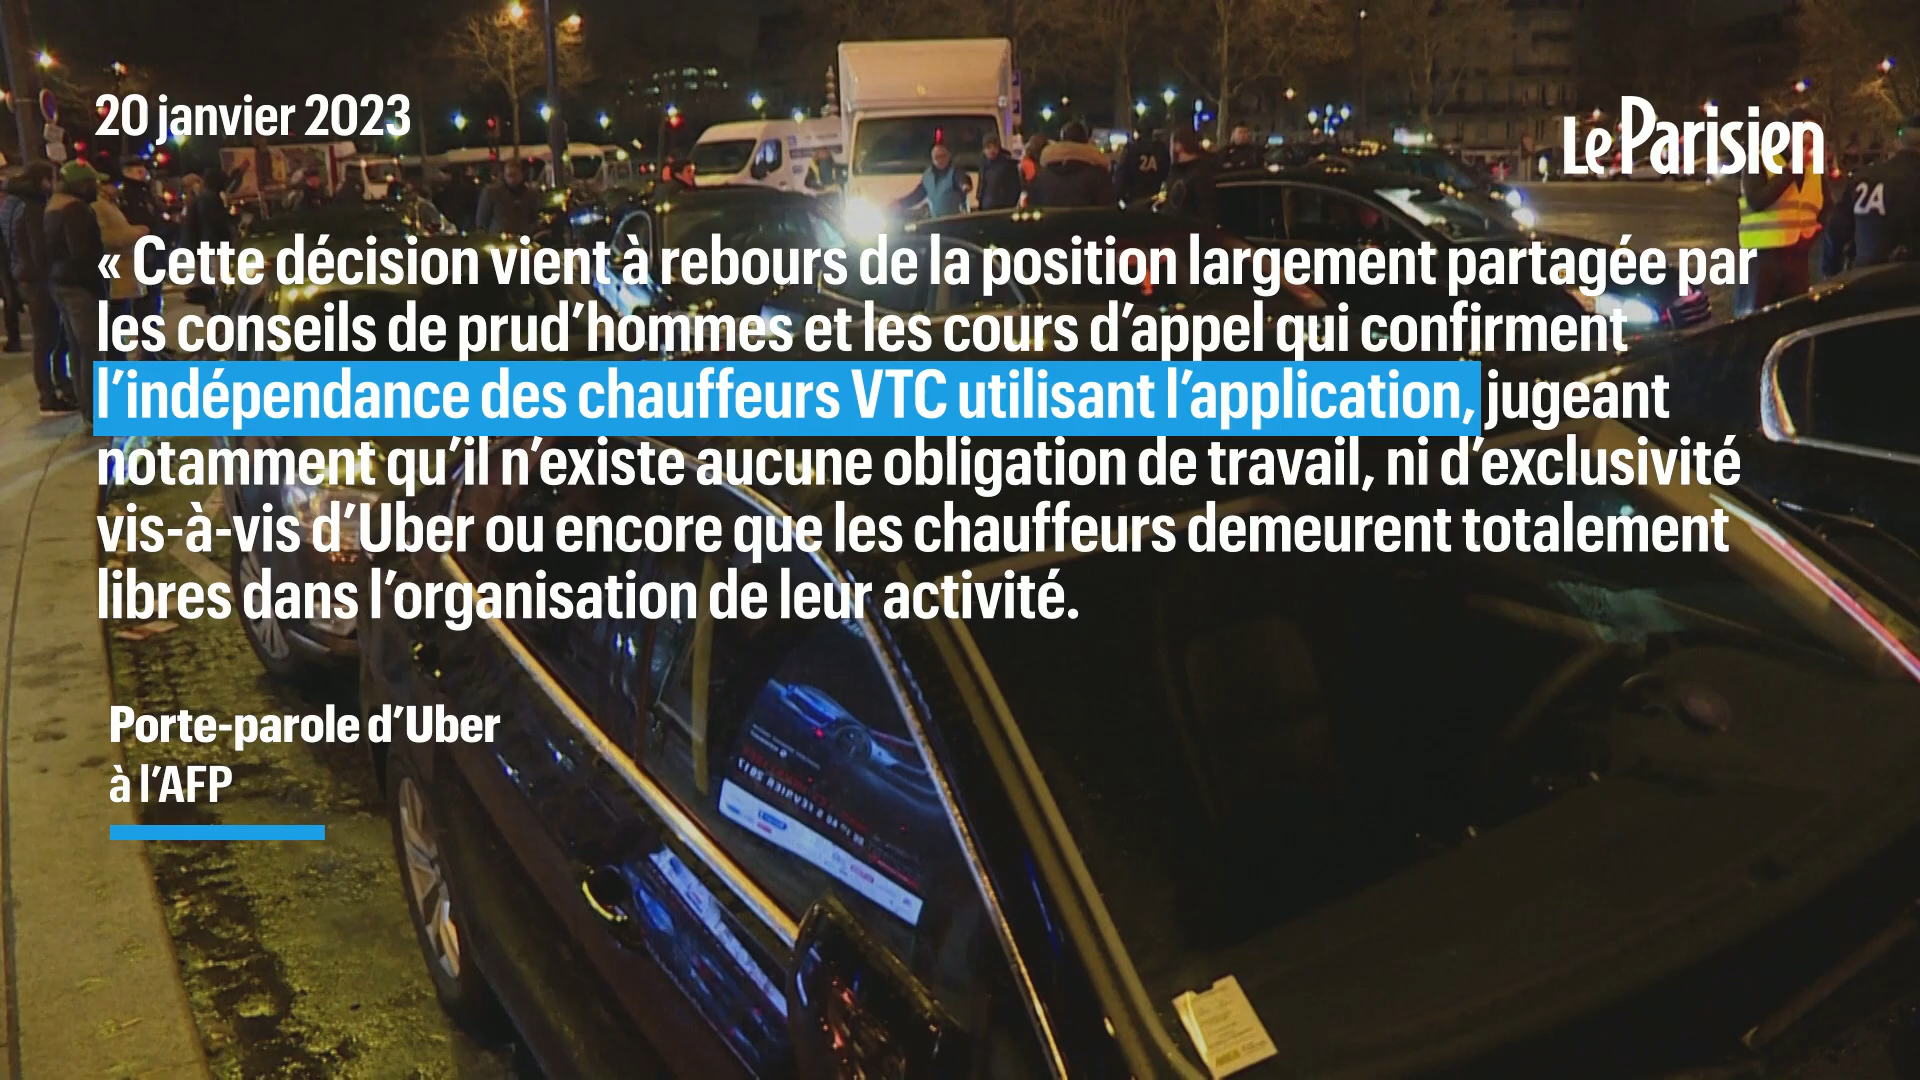 20 janvier 2023
Le Parisien
« Cette décision vient à rebours de la position largement partagée par
les conseils de prud’hommes et les cours d’appel qui confirment
l’indépendance des chauffeurs VTC utilisant l’application, jugeant
notamment qu’il n’existe aucune obligation de travail, ni d’exclusivité
vis-à-vis d’Uber ou encore que les chauffeurs demeurent totalement
libres dans l’organisation de leur activité.
Porte-parole d’Uber
à l’AFP
2A
2A